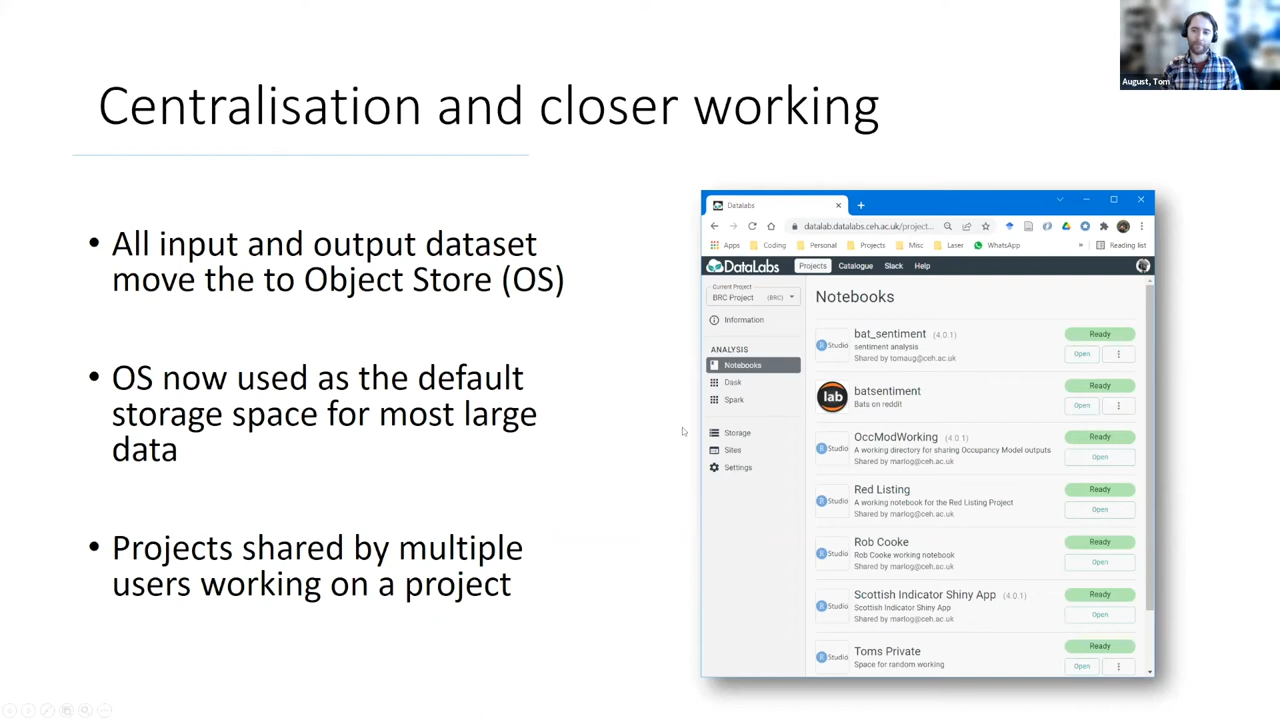 August, Tom
Centralisation and closer working
• All input and output dataset
move the to Object Store (OS)
• OS now used as the default
storage space for most large
data
• Projects shared by multiple
users working on a project
Datalabs
datalab.datalabs.ceh.ac.uk/project...
Apps Coding Personal Projects Misc Laser WhatsApp » Reading list
DataLabs Projects Catalogue Slack Help
Current Project
BRC Project (BRC)
Information
ANALYSIS
Notebooks
Dask
Spark
Storage
Sites
Settings
Notebooks
R Studio
bat_sentiment (4.0.1)
sentiment analysis
Shared by tomaug@ceh.ac.uk
Ready
Open
lab
batsentiment
Bats on reddit
Ready
Open
R Studio
OccModWorking (4.0.1)
A working directory for sharing Occupancy Model outputs
Shared by marlog@ceh.ac.uk
Ready
Open
R Studio
Red Listing
A working notebook for the Red Listing Project
Shared by marlog@ceh.ac.uk
Ready
Open
R Studio
Rob Cooke
Rob Cooke working notebook
Shared by marlog@ceh.ac.uk
Ready
Open
R Studio
Scottish Indicator Shiny App (4.0.1)
Scottish Indicator Shiny App
Shared by marlog@ceh.ac.uk
Ready
Open
R Studio
Toms Private
Space for random working
Ready
Open